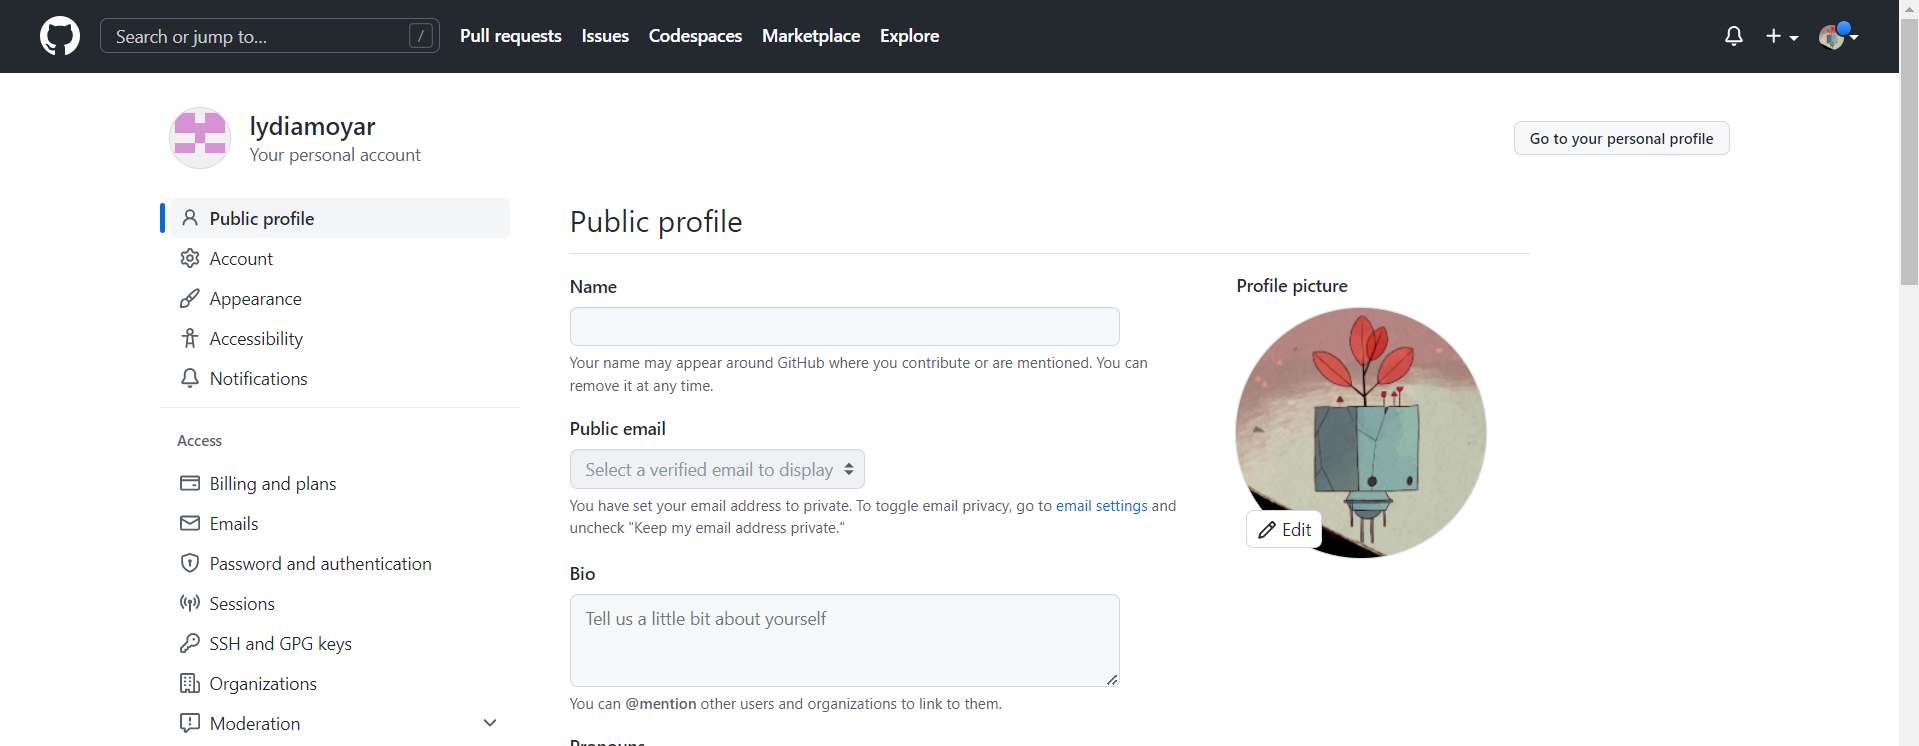 Search or jump to... /
Pull requests
Issues
Codespaces
Marketplace
Explore
lydiamoyar
Your personal account
Go to your personal profile
Public profile
Account
Appearance
Accessibility
Notifications
Access
Billing and plans
Emails
Password and authentication
Sessions
SSH and GPG keys
Organizations
Moderation
Public profile
Name
Your name may appear around GitHub where you contribute or are mentioned. You can
remove it at any time.
Public email
Select a verified email to display
You have set your email address to private. To toggle email privacy, go to email settings and
uncheck "Keep my email address private."
Bio
Tell us a little bit about yourself
You can @mention other users and organizations to link to them.
Pronouns
Profile picture
Edit